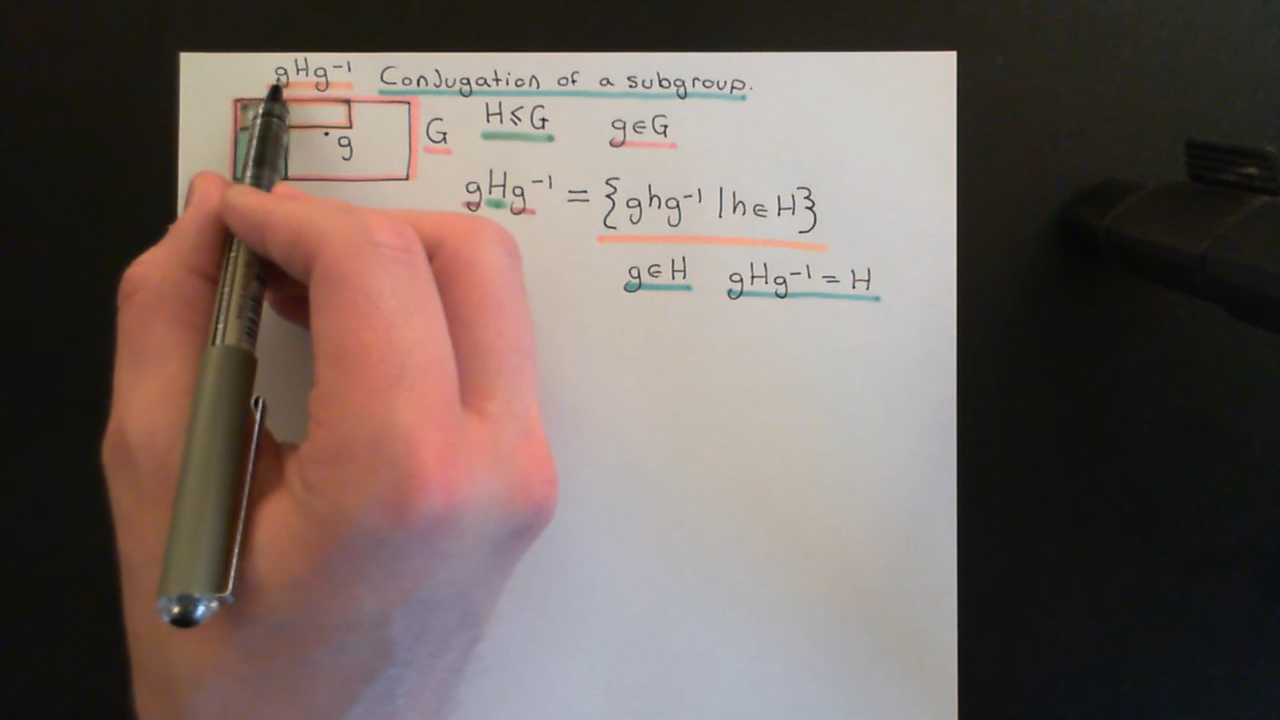 gHg⁻¹ Conjugation of a subgroup.
G H⩽G g∈G
g
gHg⁻¹ = {ghg⁻¹ | h∈H}
g∈H gHg⁻¹ = H